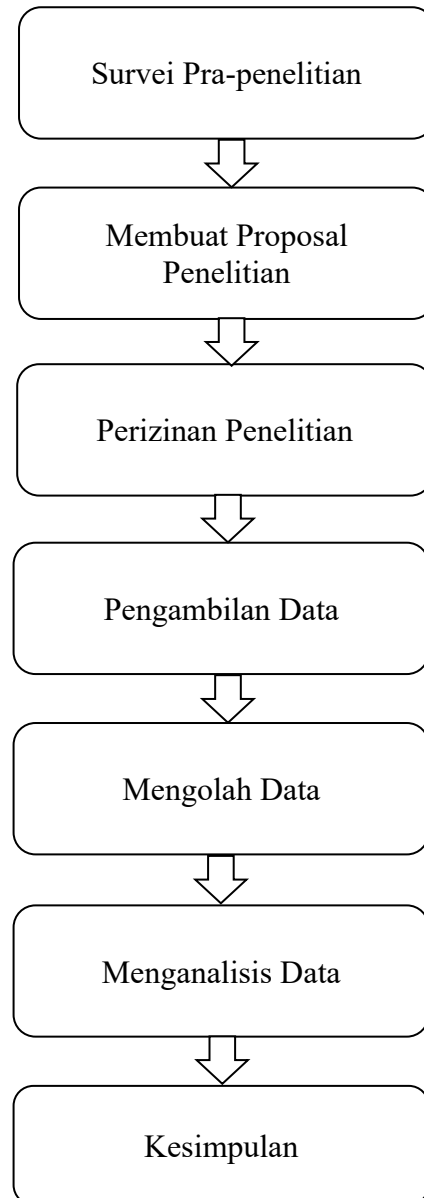 Survei Pra-penelitian
Membuat Proposal
Penelitian
Perizinan Penelitian
Pengambilan Data
Mengolah Data
Menganalisis Data
Kesimpulan